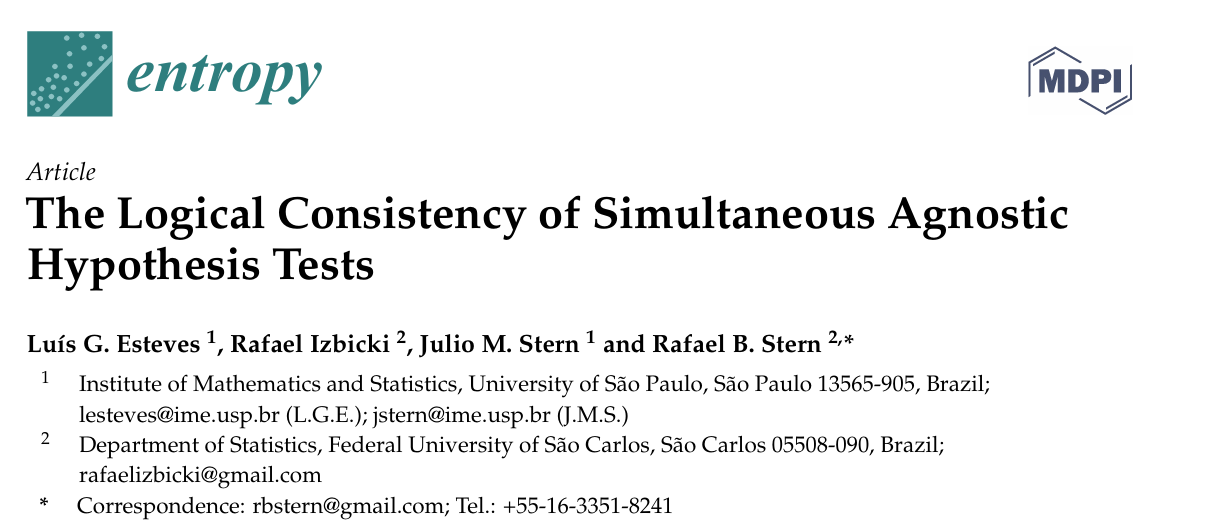 entropy
MDPI
Article
The Logical Consistency of Simultaneous Agnostic
Hypothesis Tests
Luís G. Esteves 1, Rafael Izbicki 2, Julio M. Stern 1 and Rafael B. Stern 2,*
1 Institute of Mathematics and Statistics, University of São Paulo, São Paulo 13565-905, Brazil;
lesteves@ime.usp.br (L.G.E.); jstern@ime.usp.br (J.M.S.)
2 Department of Statistics, Federal University of São Carlos, São Carlos 05508-090, Brazil;
rafaelizbicki@gmail.com
* Correspondence: rbstern@gmail.com; Tel.: +55-16-3351-8241